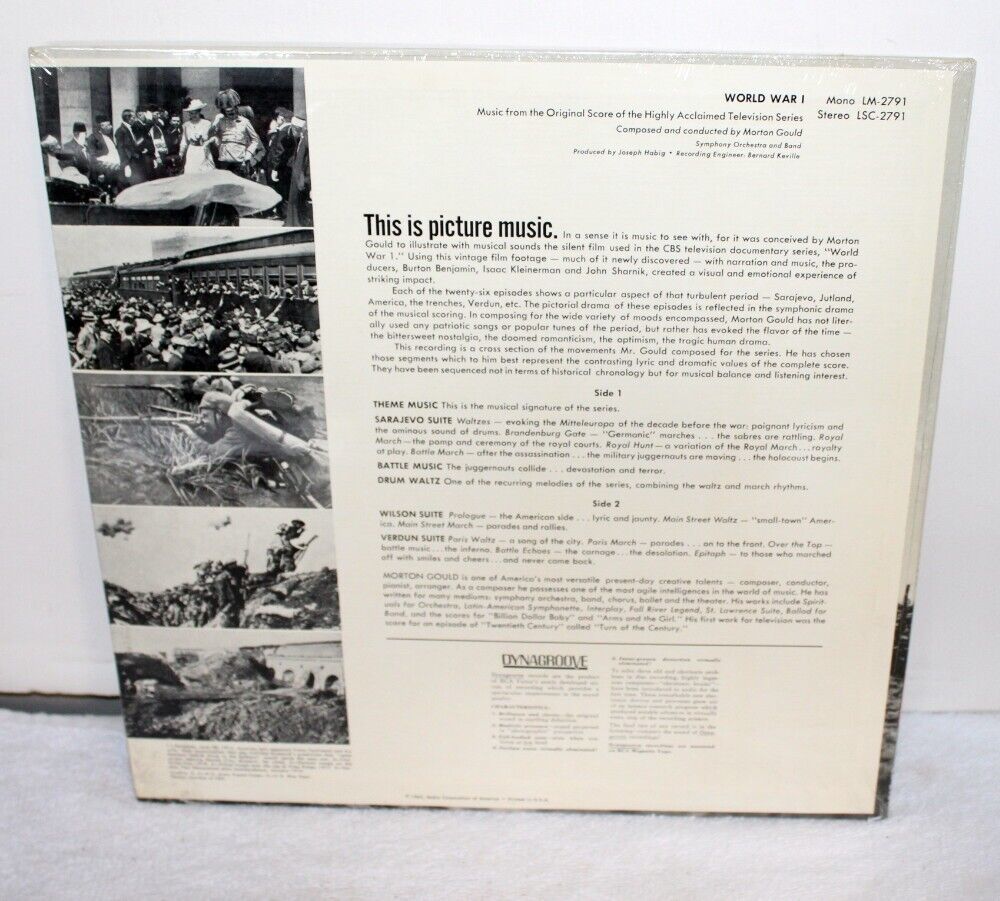 WORLD WAR I Mono LM-2791
Music from the Original Score of the Highly Acclaimed Television Series Stereo LSC-2791
Composed and conducted by Morton Gould
Symphony Orchestra and Band
Produced by Joseph Habig • Recording Engineer: Bernard Keville
This is picture music. In a sense it is music to see with, for it was conceived by Morton
Gould to illustrate with musical sounds the silent film used in the CBS television documentary series, "World
War 1." Using this vintage film footage — much of it newly discovered — with narration and music, the pro-
ducers, Burton Benjamin, Isaac Kleinerman and John Sharnik, created a visual and emotional experience of
striking impact.
Each of the twenty-six episodes shows a particular aspect of that turbulent period — Sarajevo, Jutland,
America, the trenches, Verdun, etc. The pictorial drama of these episodes is reflected in the symphonic drama
of the musical scoring. In composing for the wide variety of moods encompassed, Morton Gould has not liter-
ally used any patriotic songs or popular tunes of the period, but rather has evoked the flavor of the time —
the bittersweet nostalgia, the doomed romanticism, the optimism, the tragic human drama.
This recording is a cross section of the movements Mr. Gould composed for the series. He has chosen
those segments which to him best represent the contrasting lyric and dramatic values of the complete score.
They have been sequenced not in terms of historical chronology but for musical balance and listening interest.
Side 1
THEME MUSIC This is the musical signature of the series.
SARAJEVO SUITE Waltzes — evoking the Mitteleuropa of the decade before the war: poignant lyricism and
the ominous sound of drums. Brandenburg Gate — "Germanic" marches . . . the sabres are rattling. Royal
March — the pomp and ceremony of the royal courts. Royal Hunt — a variation of the Royal March . . . royalty
at play. Battle March — after the assassination . . . the military juggernauts are moving . . . the holocaust begins.
BATTLE MUSIC The juggernauts collide . . . devastation and terror.
DRUM WALTZ One of the recurring melodies of the series, combining the waltz and march rhythms.
Side 2
WILSON SUITE Prologue — the American side . . . lyric and jaunty. Main Street Waltz — "small-town" Amer-
ica. Main Street March — parades and rallies.
VERDUN SUITE Paris Waltz — a song of the city. Paris March — parades . . . on to the front. Over the Top —
battle music . . . the inferno. Battle Echoes — the carnage . . . the desolation. Epitaph — to those who marched
off with smiles and cheers . . . and never came back.
MORTON GOULD is one of America's most versatile present-day creative talents — composer, conductor,
pianist, arranger. As a composer he possesses one of the most agile intelligences in the world of music. He has
written for many mediums: symphony orchestra, band, chorus, ballet and the theater. His works include Spirit-
uals for Orchestra, Latin-American Symphonette, Interplay, Fall River Legend, St. Lawrence Suite, Ballad for
Band, and the scores for "Billion Dollar Baby" and "Arms and the Girl." His first work for television was the
score for an episode of "Twentieth Century" called "Turn of the Century."
DYNAGROOVE